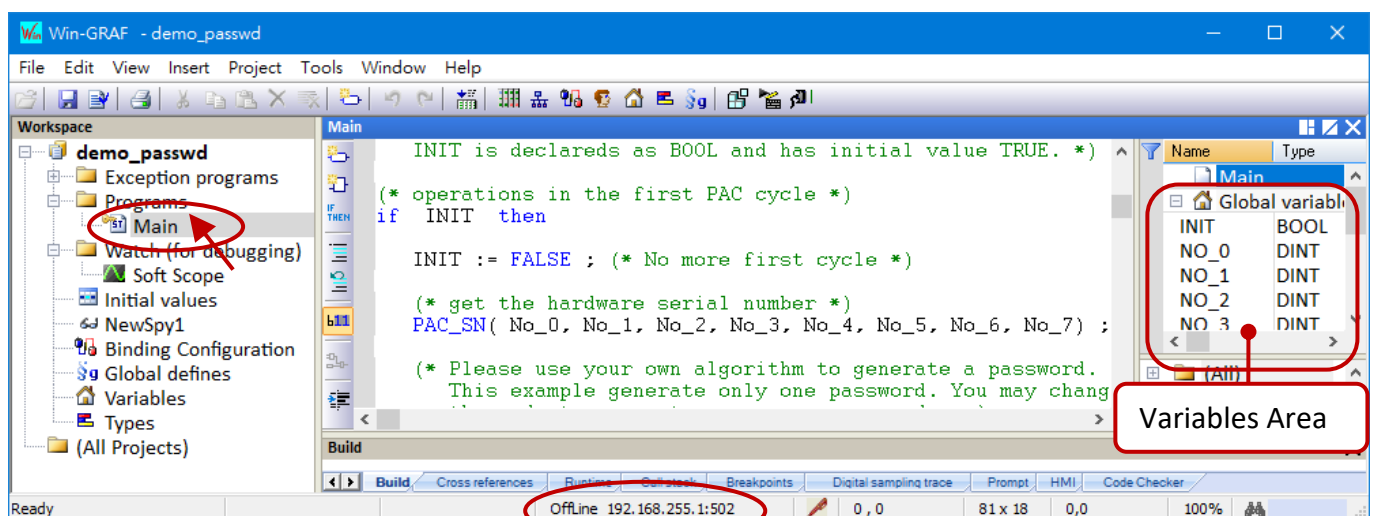 Win-GRAF - demo_passwd
File Edit View Insert Project Tools Window Help
Workspace
demo_passwd
Exception programs
Programs
Main
Watch (for debugging)
Soft Scope
Initial values
NewSpy1
Binding Configuration
Global defines
Variables
Types
(All Projects)
Main
IF
THEN
INIT is declareds as BOOL and has initial value TRUE. *)
(* operations in the first PAC cycle *)
if INIT then
INIT := FALSE ; (* No more first cycle *)
(* get the hardware serial number *)
PAC_SN( No_0, No_1, No_2, No_3, No_4, No_5, No_6, No_7) ;
(* Please use your own algorithm to generate a password.
This example generate only one password. You may chang
Name Type
Main
Global variabl
INIT BOOL
NO_0 DINT
NO_1 DINT
NO_2 DINT
NO_3 DINT
(All)
Variables Area
Build
Build Cross references Runtime Call stack Breakpoints Digital sampling trace Prompt HMI Code Checker
Ready OffLine 192.168.255.1:502 0 , 0 81 x 18 0,0 100%